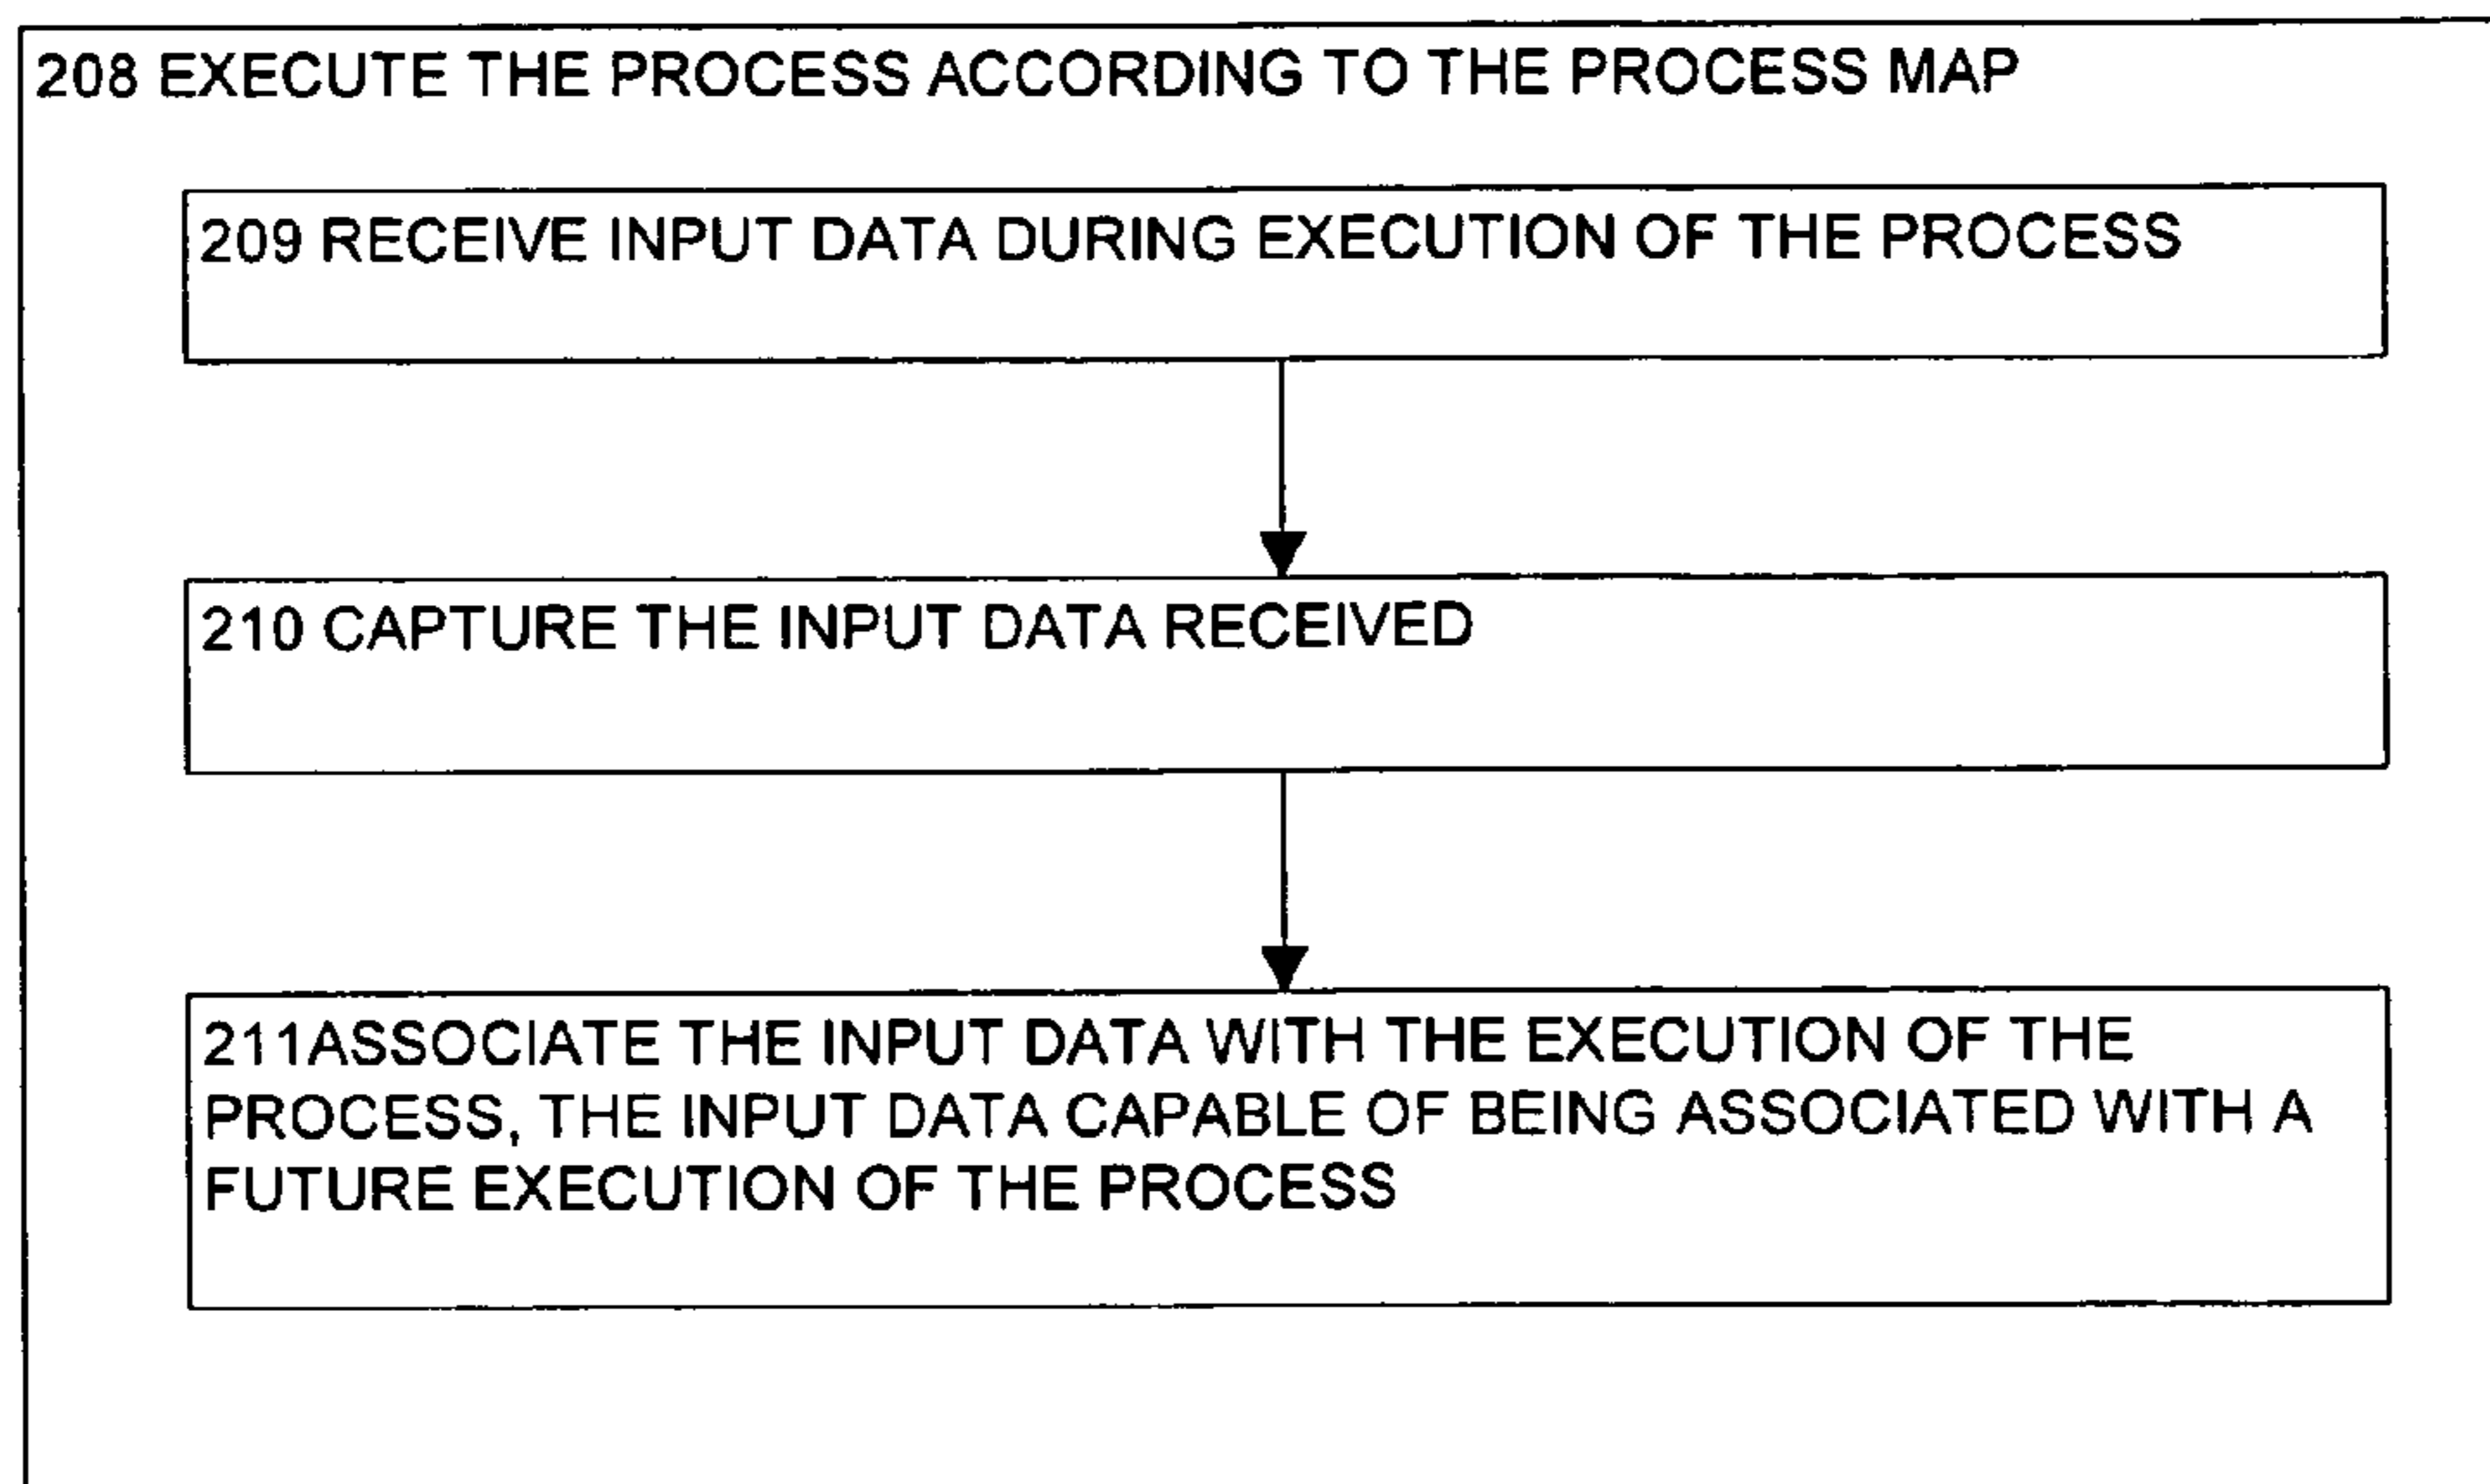 208 EXECUTE THE PROCESS ACCORDING TO THE PROCESS MAP
209 RECEIVE INPUT DATA DURING EXECUTION OF THE PROCESS
210 CAPTURE THE INPUT DATA RECEIVED
211ASSOCIATE THE INPUT DATA WITH THE EXECUTION OF THE
PROCESS, THE INPUT DATA CAPABLE OF BEING ASSOCIATED WITH A
FUTURE EXECUTION OF THE PROCESS